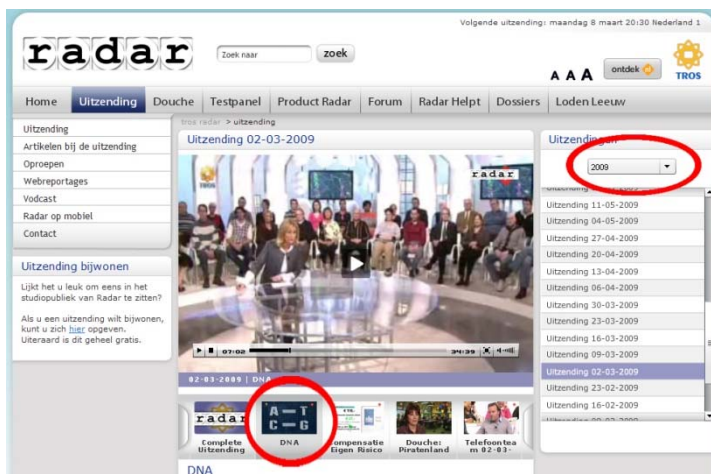 Volgende uitzending: maandag 8 maart 20:30 Nederland 1
radar
Zoek naar
zoek
A A A
ontdek
TROS
Home Uitzending Douche Testpanel Product Radar Forum Radar Helpt Dossiers Loden Leeuw
Uitzending
Artikelen bij de uitzending
Oproepen
Webreportages
Vodcast
Radar op mobiel
Contact
Uitzending bijwonen
Lijkt het u leuk om eens in het
studiopubliek van Radar te zitten?
Als u een uitzending wilt bijwonen,
kunt u zich hier opgeven.
Uiteraard is dit geheel gratis.
tros radar > uitzending
Uitzending 02-03-2009
TROS
radar
07:02
34:39
02-03-2009 | DNA
radar
A T
C G
Complete
Uitzending
DNA
Eigen Risico
Douche:
Piratenland
Telefoontea
m 02-03-
DNA
2009
Uitzending 11-05-2009
Uitzending 04-05-2009
Uitzending 27-04-2009
Uitzending 20-04-2009
Uitzending 13-04-2009
Uitzending 06-04-2009
Uitzending 30-03-2009
Uitzending 23-03-2009
Uitzending 16-03-2009
Uitzending 09-03-2009
Uitzending 02-03-2009
Uitzending 23-02-2009
Uitzending 16-02-2009